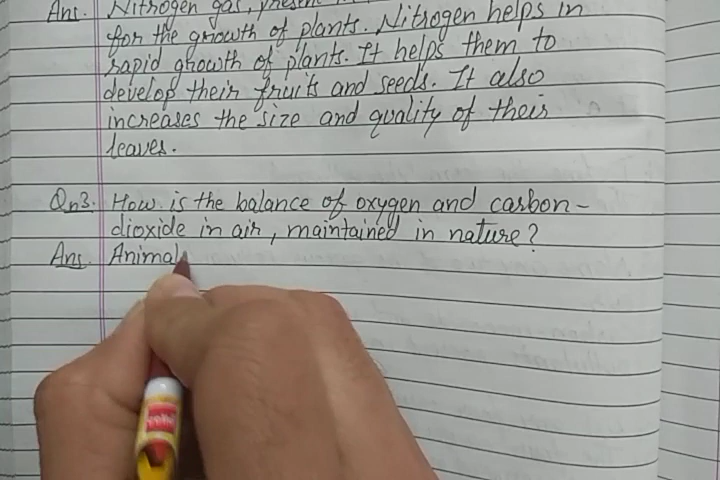 Ans. Nitrogen gas, present in
for the growth of plants. Nitrogen helps in
rapid growth of plants. It helps them to
develop their fruits and seeds. It also
increases the size and quality of their
leaves.
Qn3. How is the balance of oxygen and carbon-
dioxide in air, maintained in nature?
Ans. Animal